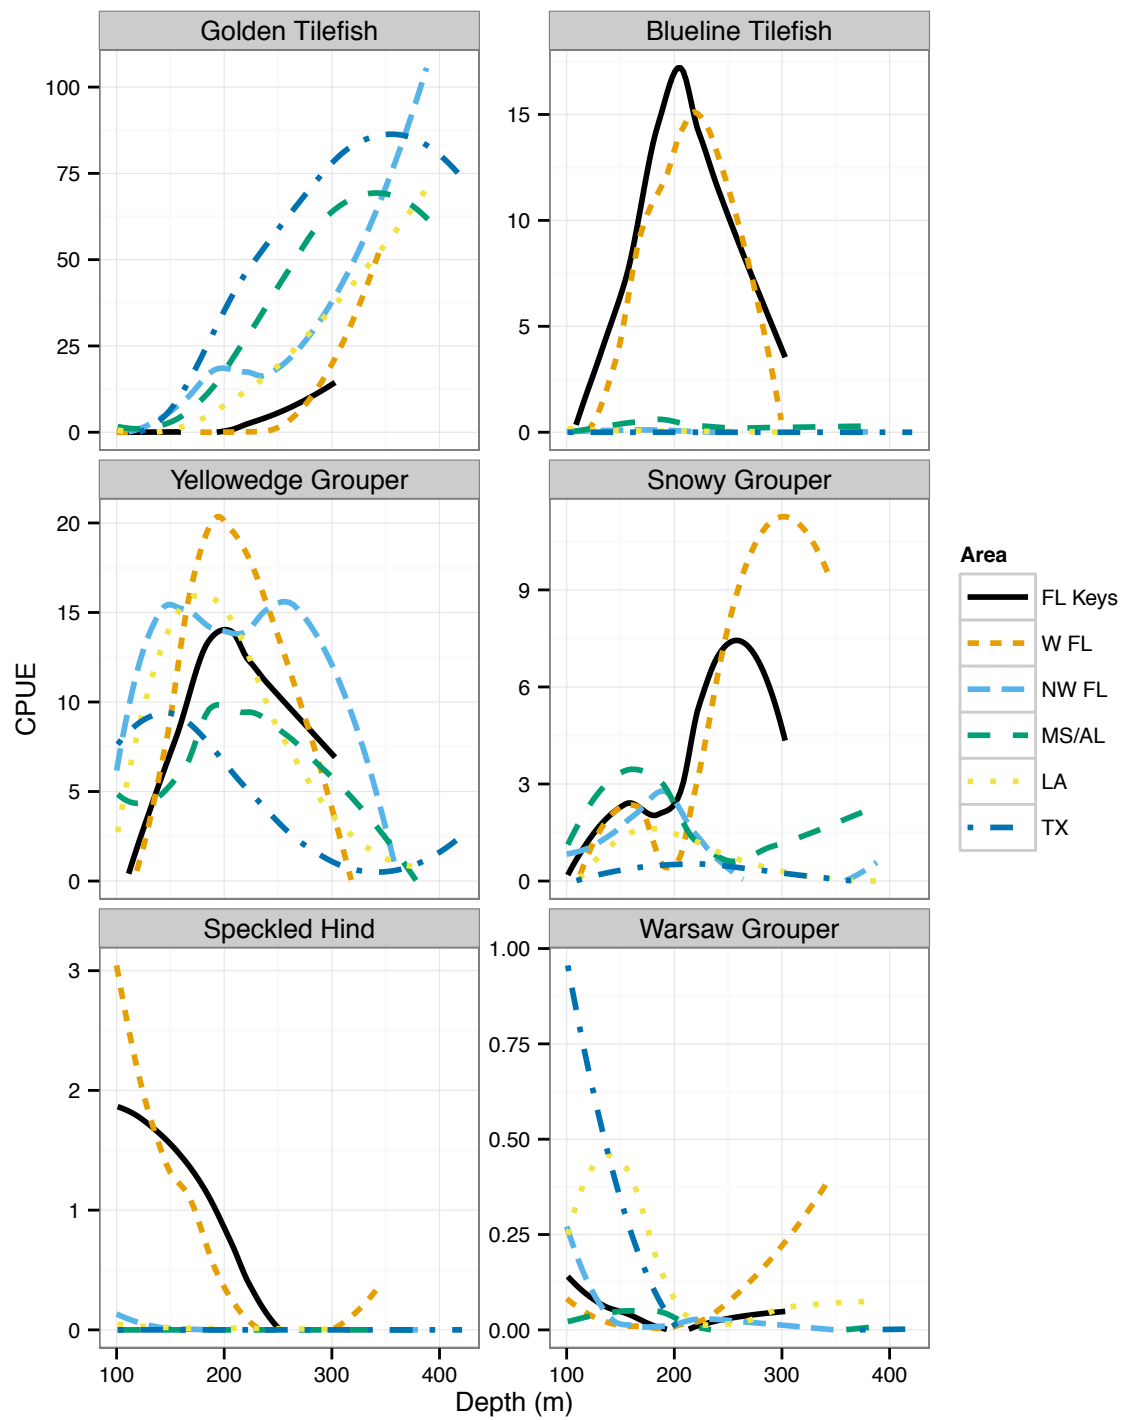 Golden Tilefish
Blueline Tilefish
100
75
50
25
0
15
10
5
0
Yellowedge Grouper
Snowy Grouper
20
15
10
5
0
9
6
3
0
Speckled Hind
Warsaw Grouper
3
2
1
0
1.00
0.75
0.50
0.25
0.00
100 200 300 400
100 200 300 400
Depth (m)
CPUE
Area
FL Keys
W FL
NW FL
MS/AL
LA
TX